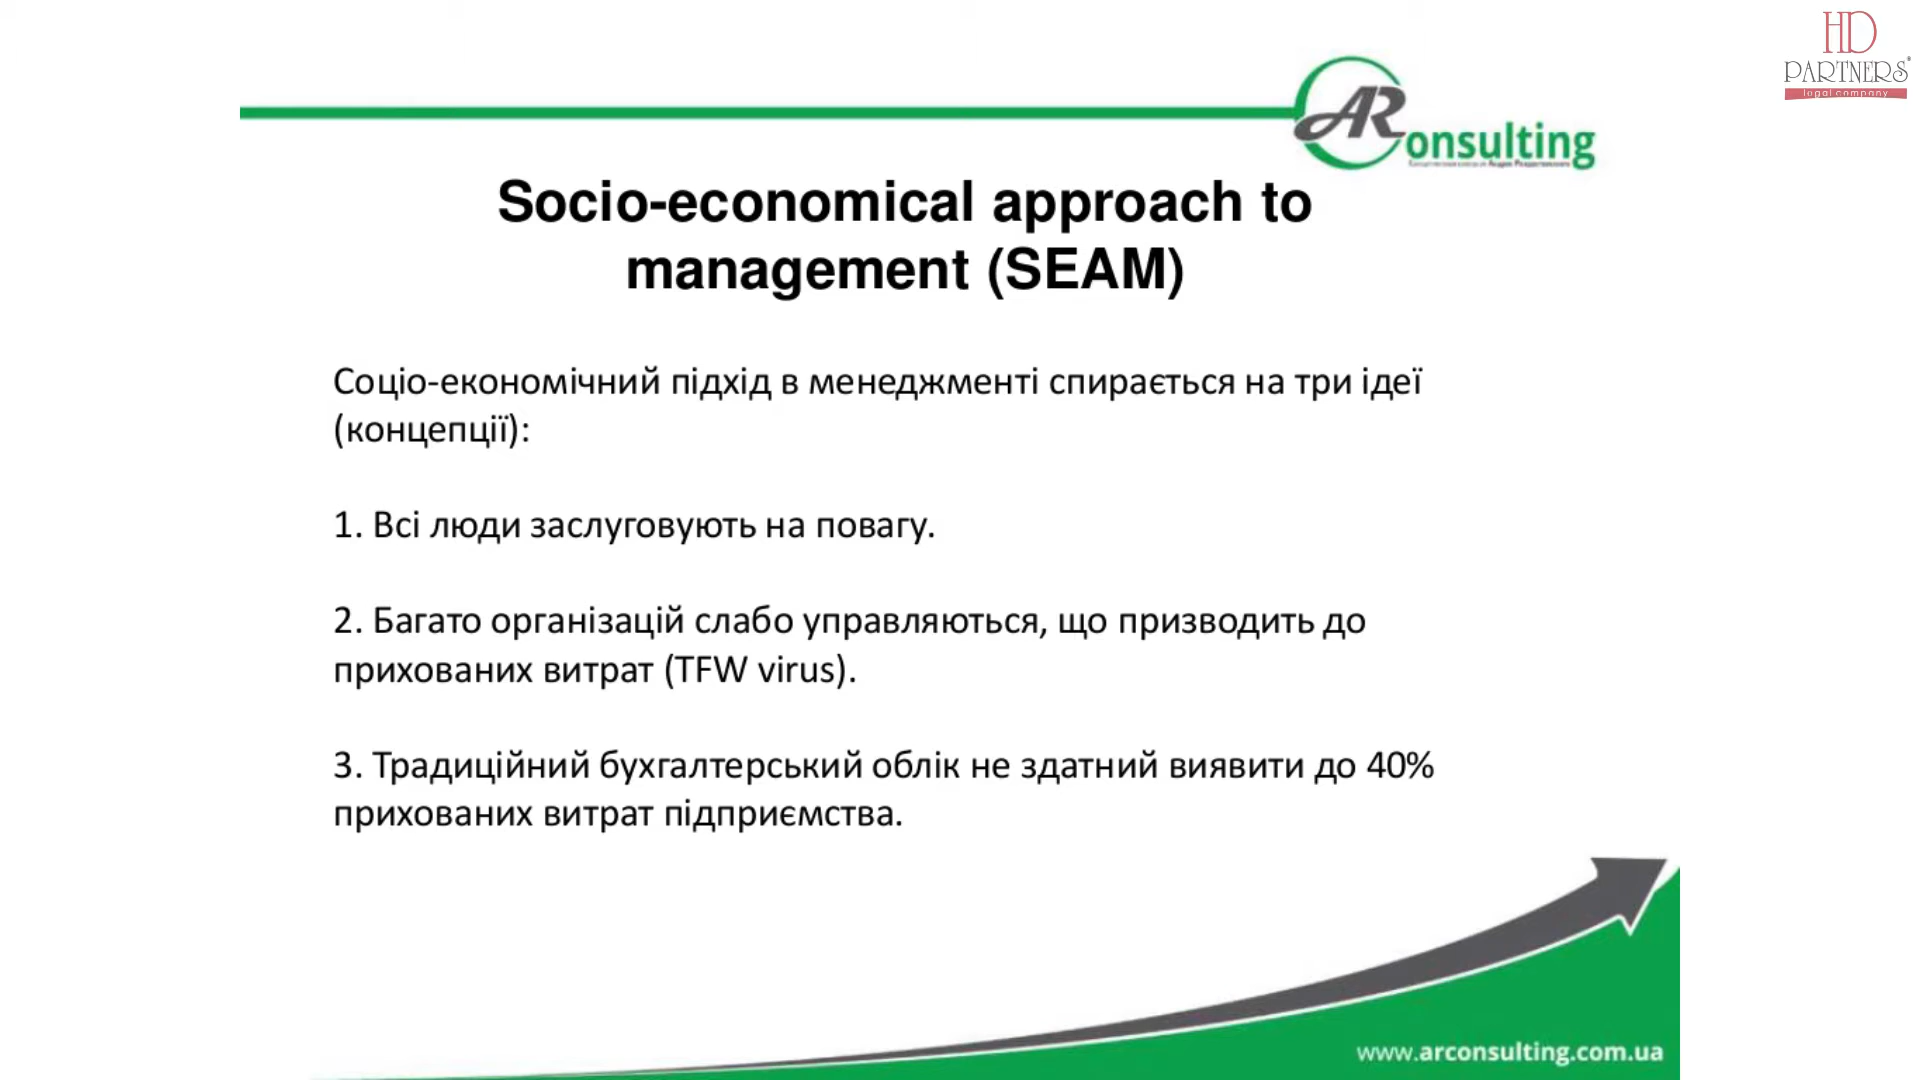 HD
PARTNERS
legal company
ARConsulting
Socio-economical approach to
management (SEAM)
Соціо-економічний підхід в менеджменті спирається на три ідеї
(концепції):
1. Всі люди заслуговують на повагу.
2. Багато організацій слабо управляються, що призводить до
прихованих витрат (TFW virus).
3. Традиційний бухгалтерський облік не здатний виявити до 40%
прихованих витрат підприємства.
www.arconsulting.com.ua